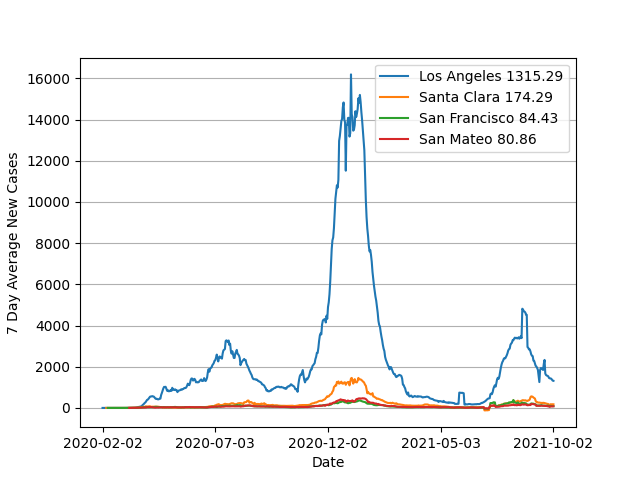 16000
14000
12000
10000
8000
6000
4000
2000
0
7 Day Average New Cases
Los Angeles 1315.29
Santa Clara 174.29
San Francisco 84.43
San Mateo 80.86
2020-02-02 2020-07-03 2020-12-02 2021-05-03 2021-10-02
Date